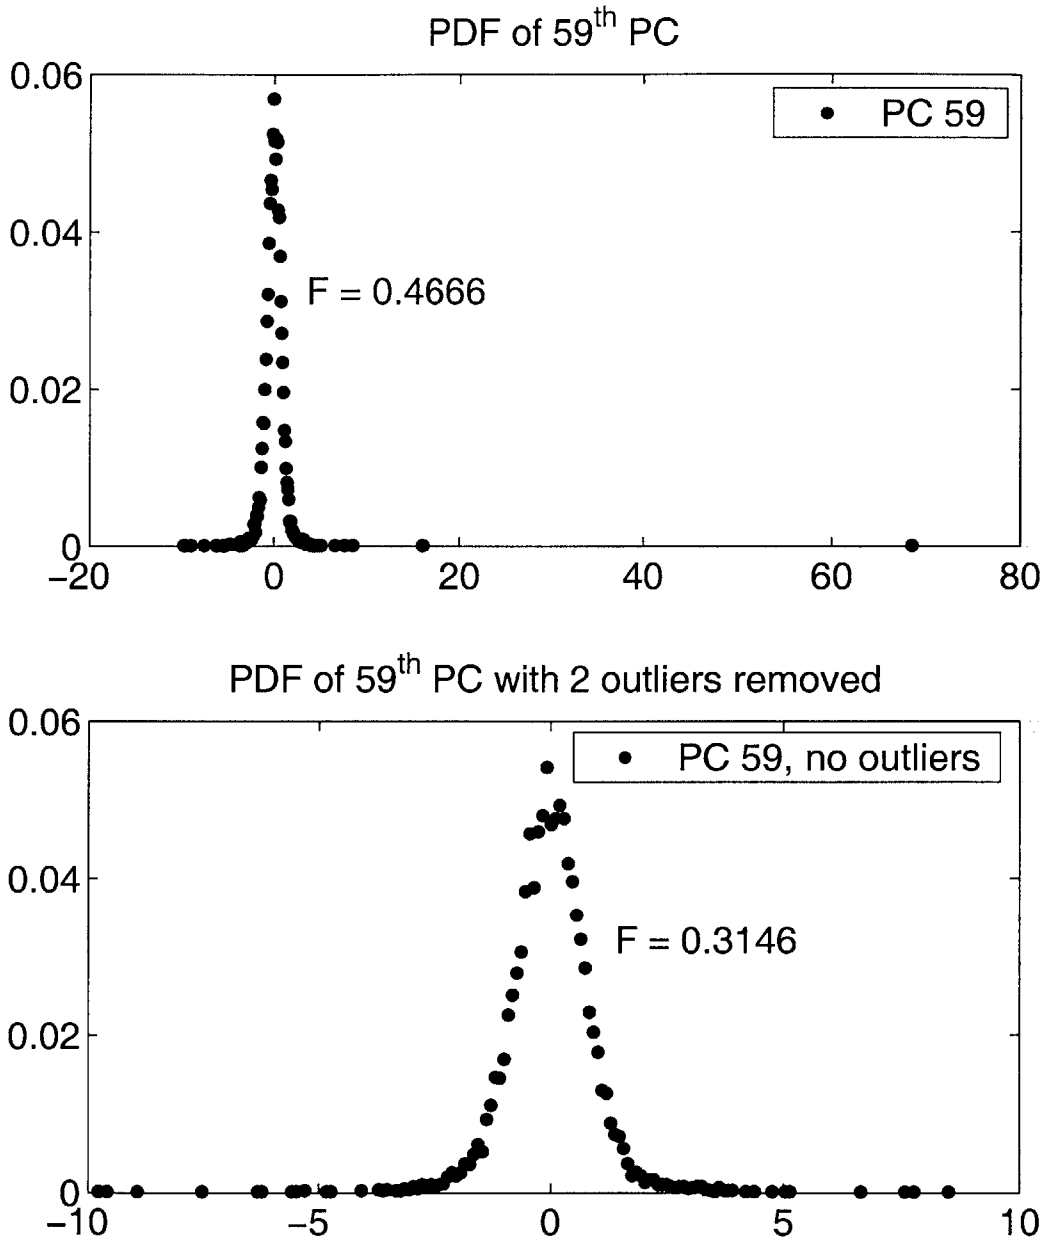 PDF of 59th PC
0.06
PC 59
0.04
F = 0.4666
0.02
0
−20 0 20 40 60 80
PDF of 59th PC with 2 outliers removed
0.06
PC 59, no outliers
0.04
F = 0.3146
0.02
0
−10 −5 0 5 10